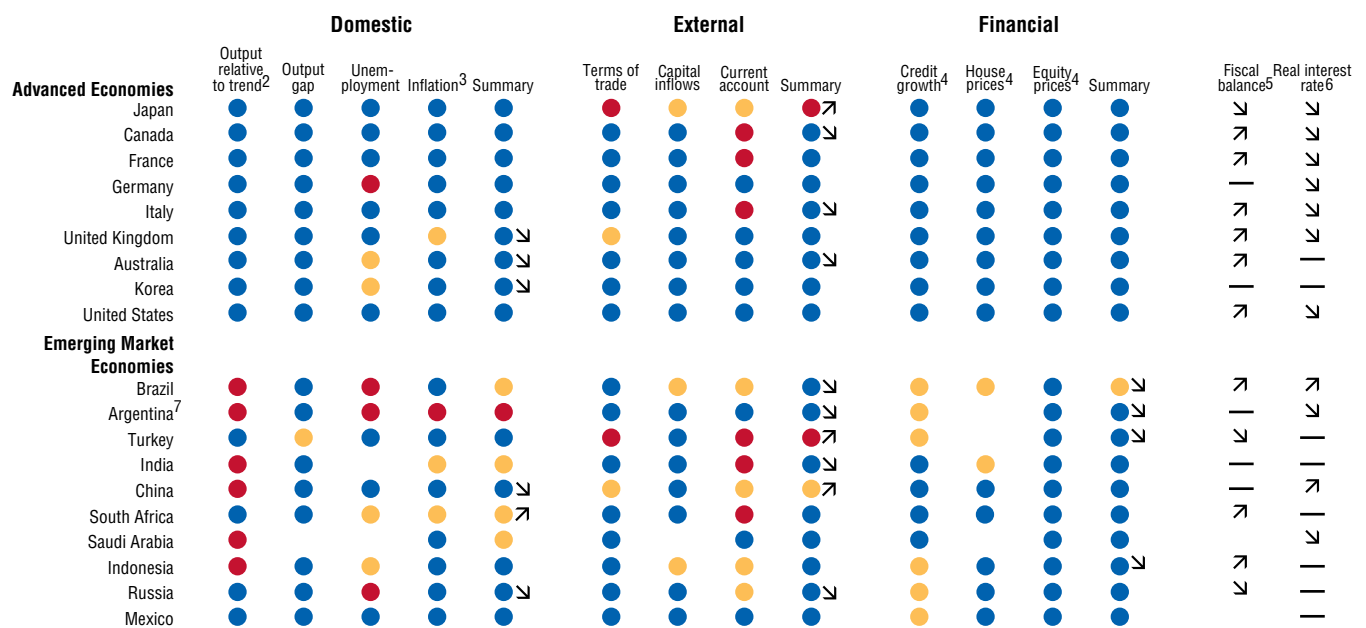 Domestic External Financial
Output
relative
to trend2 Output
gap Unem-
ployment Inflation3 Summary Terms of
trade Capital
inflows Current
account Summary Credit
growth4 House
prices4 Equity
prices4 Summary Fiscal
balance5 Real interest
rate6
Advanced Economies
Japan
Canada
France
Germany
Italy
United Kingdom
Australia
Korea
United States
Emerging Market
Economies
Brazil
Argentina7
Turkey
India
China
South Africa
Saudi Arabia
Indonesia
Russia
Mexico